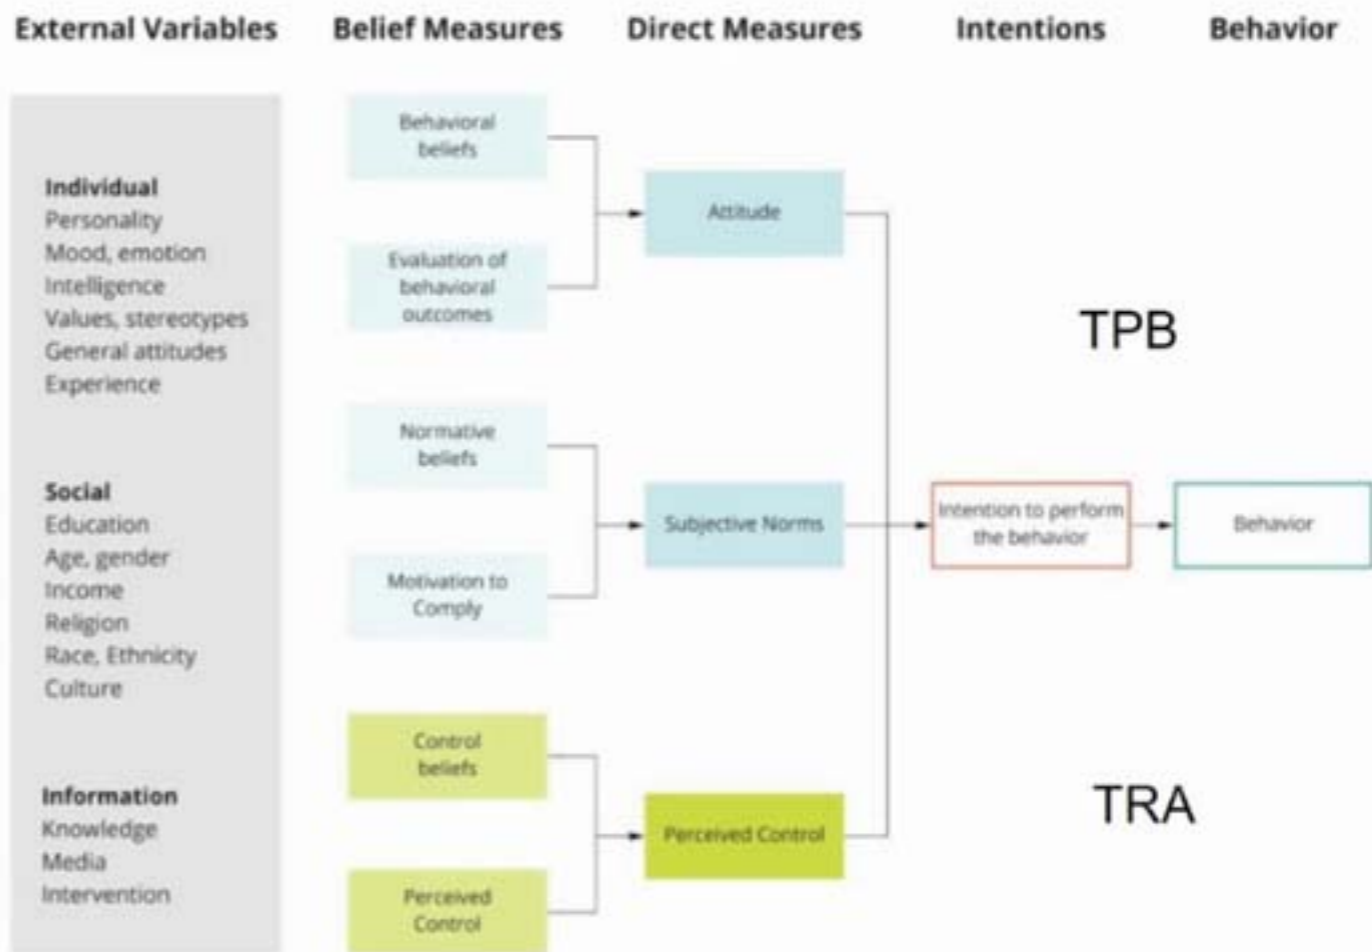 External Variables
Belief Measures
Direct Measures
Intentions
Behavior
Individual
Personality
Mood, emotion
Intelligence
Values, stereotypes
General attitudes
Experience
Social
Education
Age, gender
Income
Religion
Race, Ethnicity
Culture
Information
Knowledge
Media
Intervention
Behavioral
beliefs
Evaluation of
behavioral
outcomes
Normative
beliefs
Motivation to
Comply
Control
beliefs
Perceived
Control
Attitude
Subjective Norms
Perceived Control
TPB
Intention to perform
the behavior
Behavior
TRA